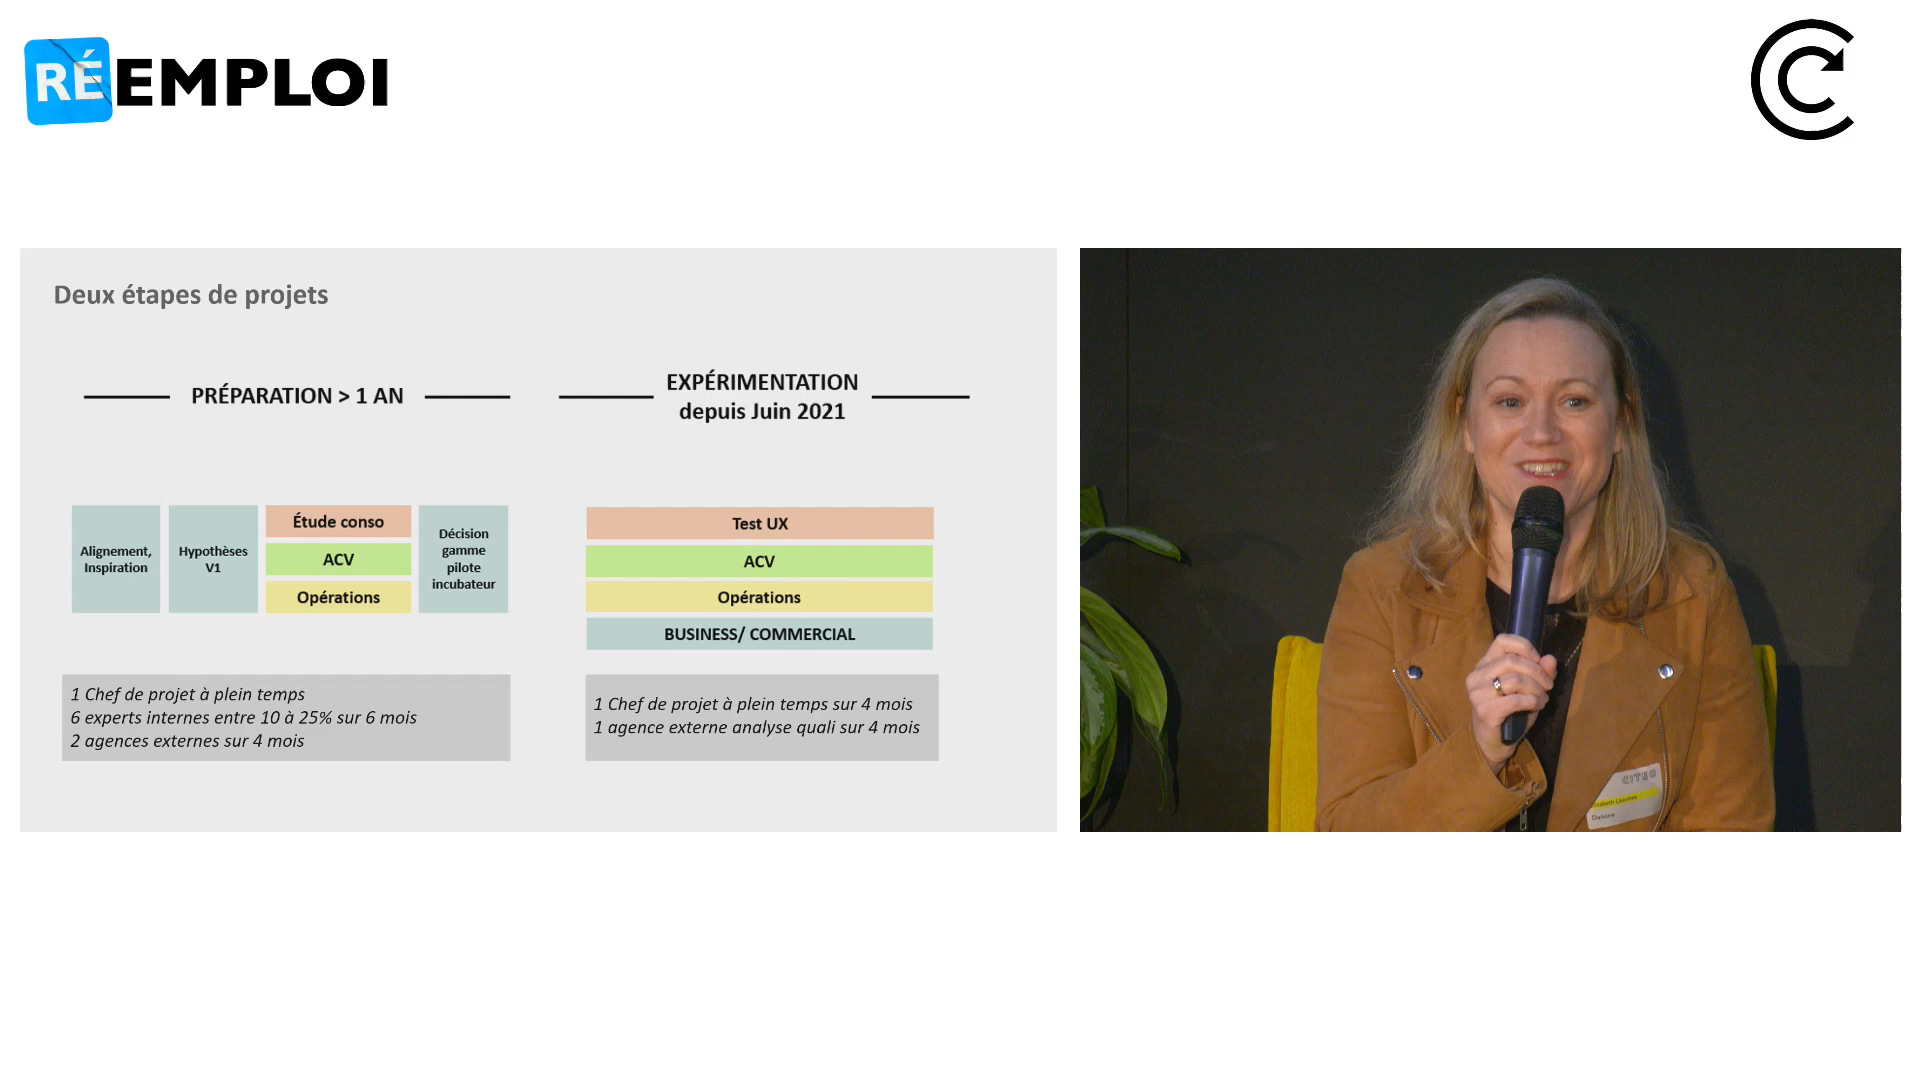 RÉEMPLOI
Deux étapes de projets
PRÉPARATION > 1 AN
EXPÉRIMENTATION
depuis Juin 2021
Alignement,
Inspiration
Hypothèses
V1
Étude conso
ACV
Opérations
Décision
gamme
pilote
incubateur
Test UX
ACV
Opérations
BUSINESS/ COMMERCIAL
1 Chef de projet à plein temps
6 experts internes entre 10 à 25% sur 6 mois
2 agences externes sur 4 mois
1 Chef de projet à plein temps sur 4 mois
1 agence externe analyse quali sur 4 mois
CITEO
Danone